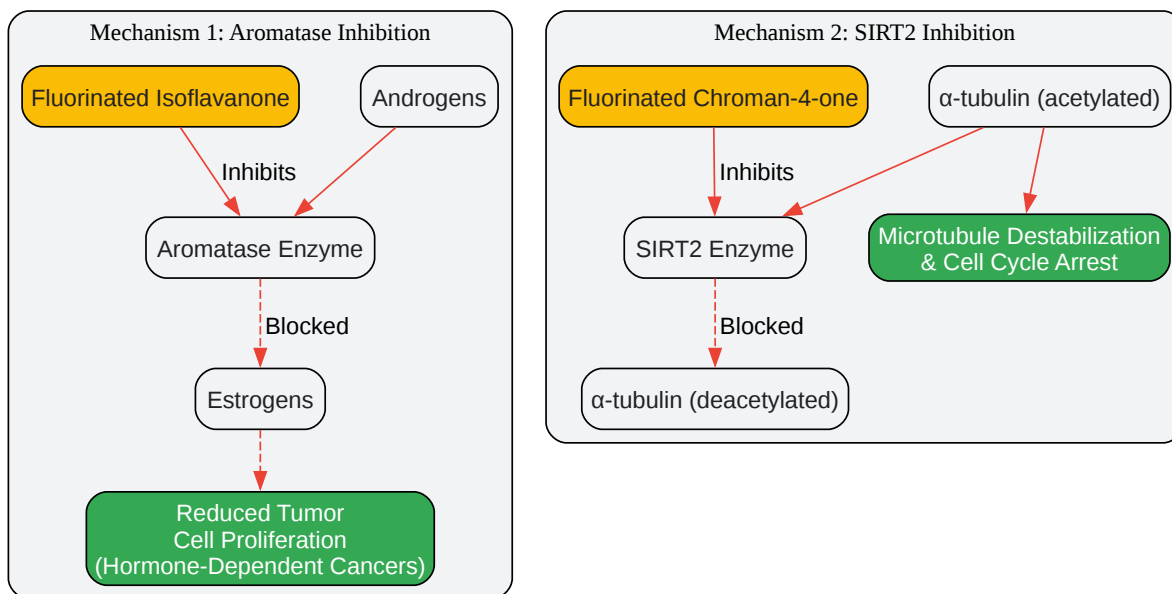 Mechanism 1: Aromatase Inhibition
Fluorinated Isoflavanone
Androgens
Inhibits
Aromatase Enzyme
Blocked
Estrogens
Reduced Tumor
Cell Proliferation
(Hormone-Dependent Cancers)
Mechanism 2: SIRT2 Inhibition
Fluorinated Chroman-4-one
α-tubulin (acetylated)
Inhibits
SIRT2 Enzyme
Microtubule Destabilization
& Cell Cycle Arrest
Blocked
α-tubulin (deacetylated)